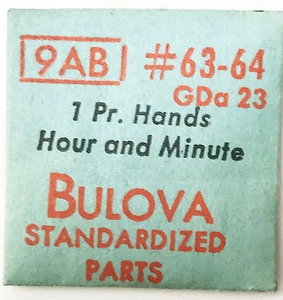 9AB #63-64
GDa 23
1 Pr. Hands
Hour and Minute
BULOVA
STANDARDIZED
PARTS